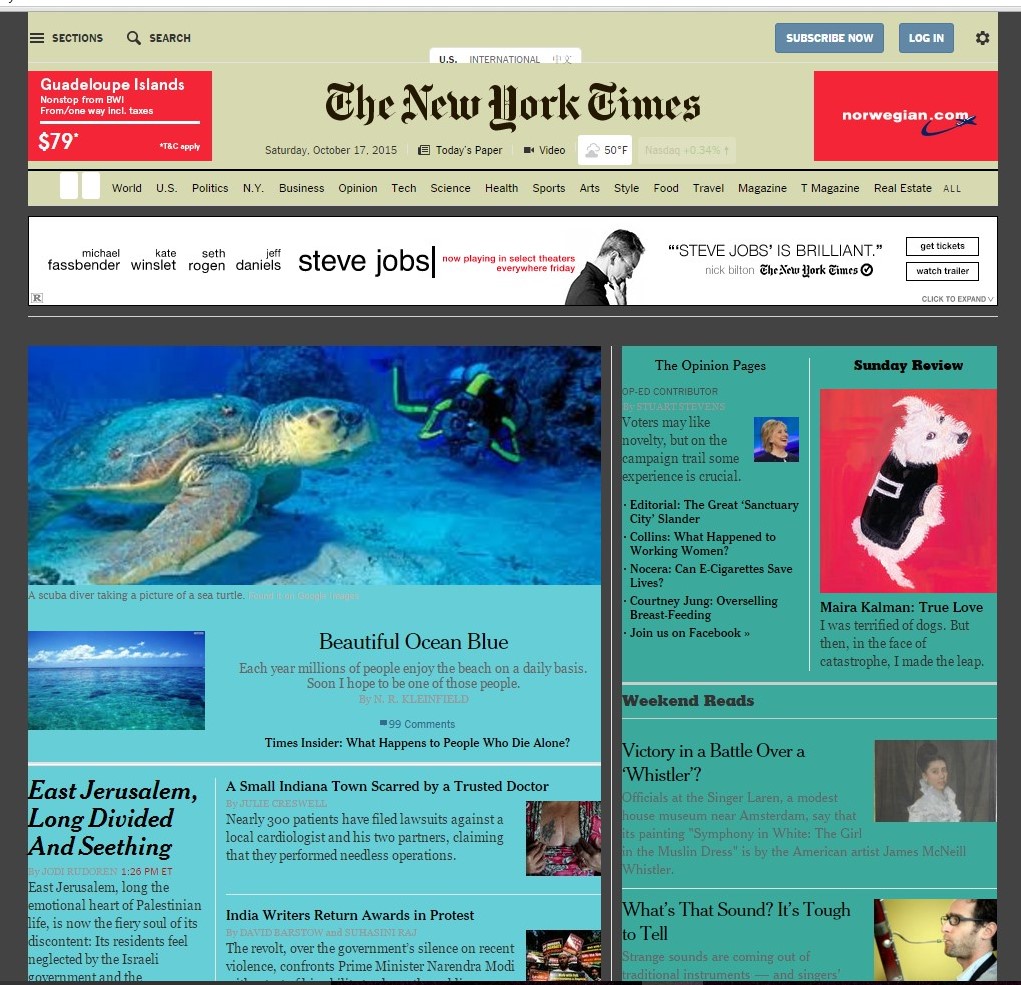 SECTIONS
SEARCH
SUBSCRIBE NOW
LOG IN
U.S.
INTERNATIONAL
中文
Guadeloupe Islands
Nonstop from BWI
From/one way incl. taxes
$79*
*T&C apply
The New York Times
norwegian.com
Saturday, October 17, 2015
Today's Paper
Video
50°F
Nasdaq +0.34% ↑
World
U.S.
Politics
N.Y.
Business
Opinion
Tech
Science
Health
Sports
Arts
Style
Food
Travel
Magazine
T Magazine
Real Estate
ALL
michael fassbender
kate winslet
seth rogen
jeff daniels
steve jobs
now playing in select theaters
everywhere friday
"'STEVE JOBS' IS BRILLIANT."
nick bilton The New York Times
get tickets
watch trailer
R
CLICK TO EXPAND
A scuba diver taking a picture of a sea turtle. Found it on Google Images
Beautiful Ocean Blue
Each year millions of people enjoy the beach on a daily basis.
Soon I hope to be one of those people.
By N. R. KLEINFIELD
99 Comments
Times Insider: What Happens to People Who Die Alone?
East Jerusalem,
Long Divided
And Seething
By JODI RUDOREN 1:26 PM ET
East Jerusalem, long the
emotional heart of Palestinian
life, is now the fiery soul of its
discontent: Its residents feel
neglected by the Israeli
government and the
A Small Indiana Town Scarred by a Trusted Doctor
By JULIE CRESWELL
Nearly 300 patients have filed lawsuits against a
local cardiologist and his two partners, claiming
that they performed needless operations.
India Writers Return Awards in Protest
By DAVID BARSTOW and SUHASINI RAJ
The revolt, over the government's silence on recent
violence, confronts Prime Minister Narendra Modi
The Opinion Pages
OP-ED CONTRIBUTOR
By STUART STEVENS
Voters may like
novelty, but on the
campaign trail some
experience is crucial.
· Editorial: The Great 'Sanctuary
City' Slander
· Collins: What Happened to
Working Women?
· Nocera: Can E-Cigarettes Save
Lives?
· Courtney Jung: Overselling
Breast-Feeding
· Join us on Facebook »
Sunday Review
Maira Kalman: True Love
I was terrified of dogs. But
then, in the face of
catastrophe, I made the leap.
Weekend Reads
Victory in a Battle Over a
'Whistler'?
Officials at the Singer Laren, a modest
house museum near Amsterdam, say that
its painting "Symphony in White: The Girl
in the Muslin Dress" is by the American artist James McNeill
Whistler.
What's That Sound? It's Tough
to Tell
Strange sounds are coming out of
traditional instruments — and singers'